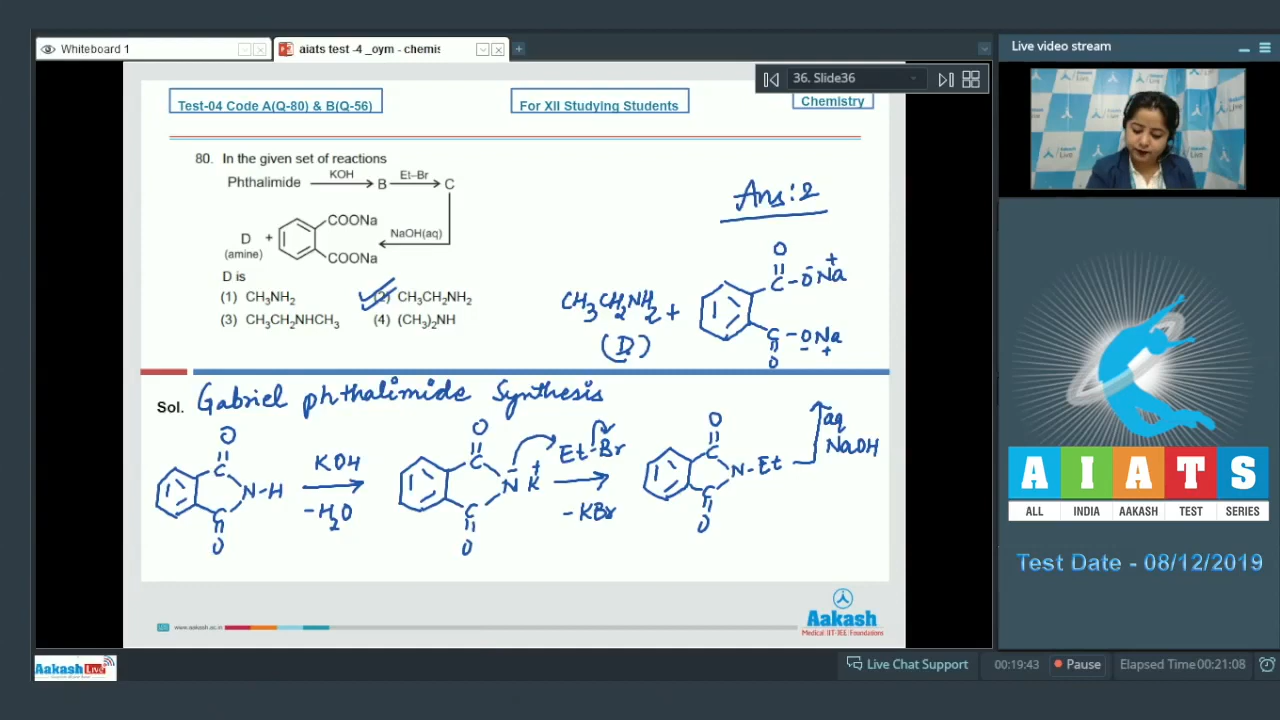 Whiteboard 1
aiats test -4 _oym - chemis
Live video stream
36. Slide36
Test-04 Code A(Q-80) & B(Q-56)
For XII Studying Students
Chemistry
80. In the given set of reactions
Phthalimide KOH B Et–Br C
Ans: 2
COONa
D + NaOH(aq)
(amine)
COONa
D is
(1) CH₃NH₂ (2) CH₃CH₂NH₂
(3) CH₃CH₂NHCH₃ (4) (CH₃)₂NH
O
C–O⁻Na⁺
CH₃CH₂NH₂ +
(D)
C–O⁻Na⁺
O
Sol. Gabriel phthalimide Synthesis
O O O aq
C KOH C Et–Br C NaOH
N–H N⁻K⁺ N–Et
C –H₂O C –KBr C
O O O
A I A T S
ALL INDIA AAKASH TEST SERIES
Test Date - 08/12/2019
www.aakash.ac.in
Aakash
Medical|IIT-JEE|Foundations
Aakash Live
Live Chat Support
00:19:43
Pause
Elapsed Time 00:21:08